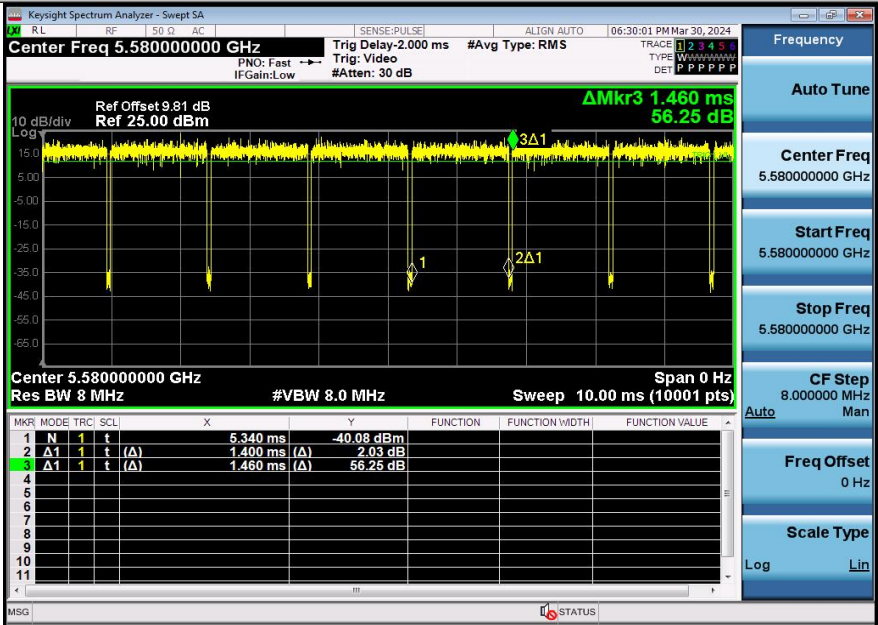 Keysight Spectrum Analyzer - Swept SA
LXI RL RF 50 Ω AC SENSE:PULSE ALIGN AUTO 06:30:01 PM Mar 30, 2024
Center Freq 5.580000000 GHz
PNO: Fast
IFGain:Low
Trig Delay-2.000 ms
Trig: Video
#Atten: 30 dB
#Avg Type: RMS
TRACE 1 2 3 4 5 6
TYPE WWWWWW
DET P P P P P P
Ref Offset 9.81 dB
10 dB/div Ref 25.00 dBm
Log
ΔMkr3 1.460 ms
56.25 dB
15.0
5.00
-5.00
-15.0
-25.0
-35.0
-45.0
-55.0
-65.0
3Δ1
1
2Δ1
Center 5.580000000 GHz Span 0 Hz
Res BW 8 MHz #VBW 8.0 MHz Sweep 10.00 ms (10001 pts)
MKR MODE TRC SCL X Y FUNCTION FUNCTION WIDTH FUNCTION VALUE
1 N 1 t 5.340 ms -40.08 dBm
2 Δ1 1 t (Δ) 1.400 ms (Δ) 2.03 dB
3 Δ1 1 t (Δ) 1.460 ms (Δ) 56.25 dB
4
5
6
7
8
9
10
11
MSG STATUS
Frequency
Auto Tune
Center Freq
5.580000000 GHz
Start Freq
5.580000000 GHz
Stop Freq
5.580000000 GHz
CF Step
8.000000 MHz
Auto Man
Freq Offset
0 Hz
Scale Type
Log Lin